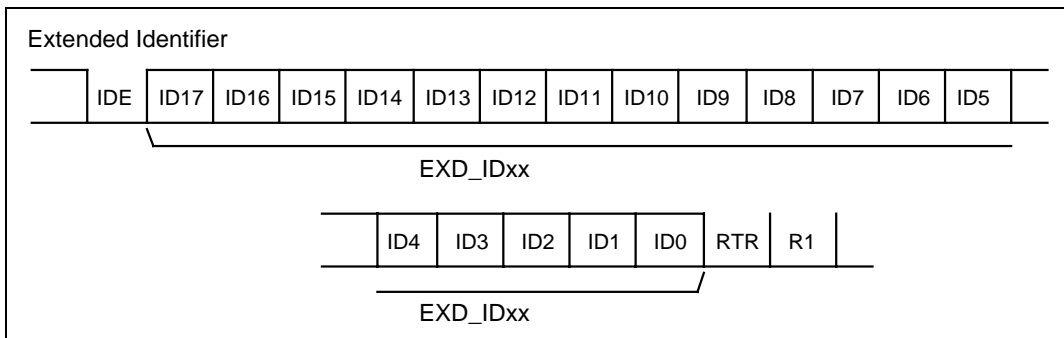 Extended Identifier
IDE ID17 ID16 ID15 ID14 ID13 ID12 ID11 ID10 ID9 ID8 ID7 ID6 ID5
EXD_IDxx
ID4 ID3 ID2 ID1 ID0 RTR R1
EXD_IDxx